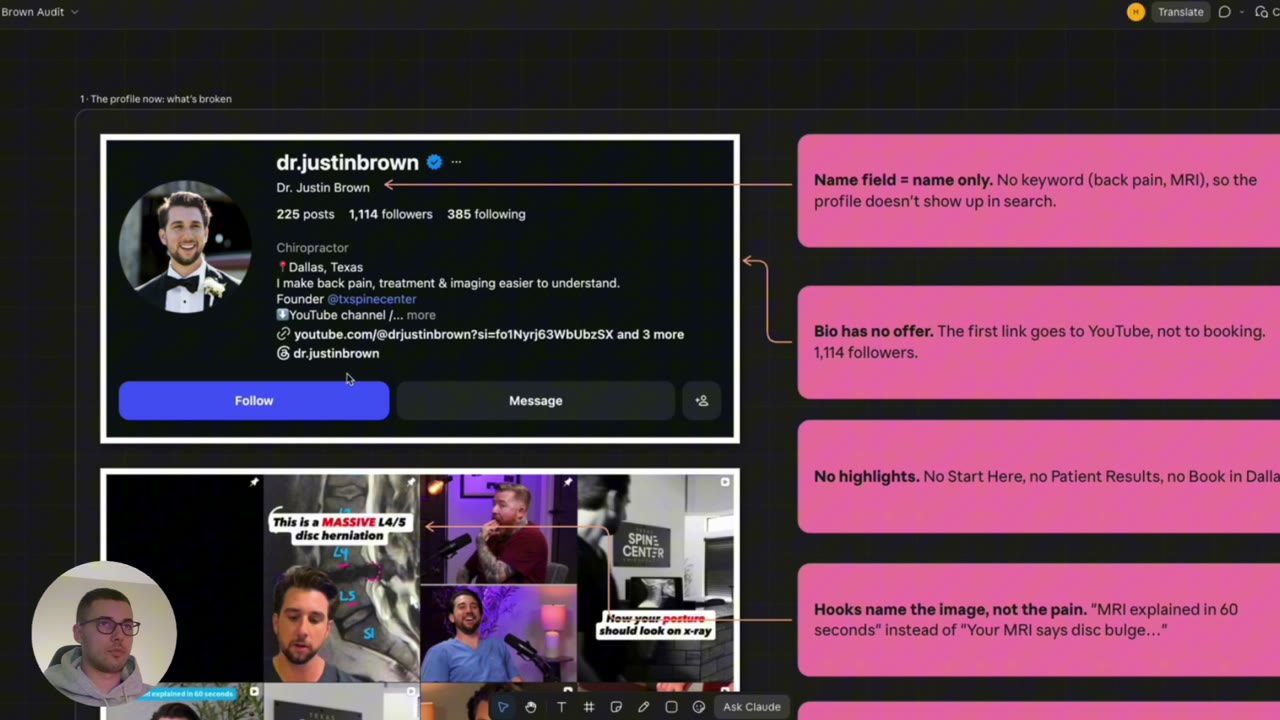 Brown Audit
H
Translate
1 · The profile now: what's broken
dr.justinbrown
Dr. Justin Brown
225 posts 1,114 followers 385 following
Chiropractor
📍Dallas, Texas
I make back pain, treatment & imaging easier to understand.
Founder @txspinecenter
⬇️YouTube channel /... more
youtube.com/@drjustinbrown?si=fo1Nyrj63WbUbzSX and 3 more
dr.justinbrown
Follow
Message
Name field = name only. No keyword (back pain, MRI), so the
profile doesn't show up in search.
Bio has no offer. The first link goes to YouTube, not to booking.
1,114 followers.
No highlights. No Start Here, no Patient Results, no Book in Dalla
Hooks name the image, not the pain. "MRI explained in 60
seconds" instead of "Your MRI says disc bulge..."
This is a MASSIVE L4/5
disc herniation
L4
L5
S1
SPINE
CENTER
How your posture
should look on x-ray
explained in 60 seconds
Ask Claude